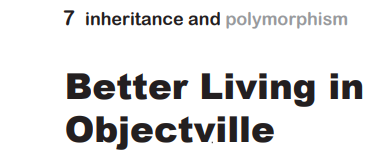 7 inheritance and polymorphism
Better Living in
Objectville